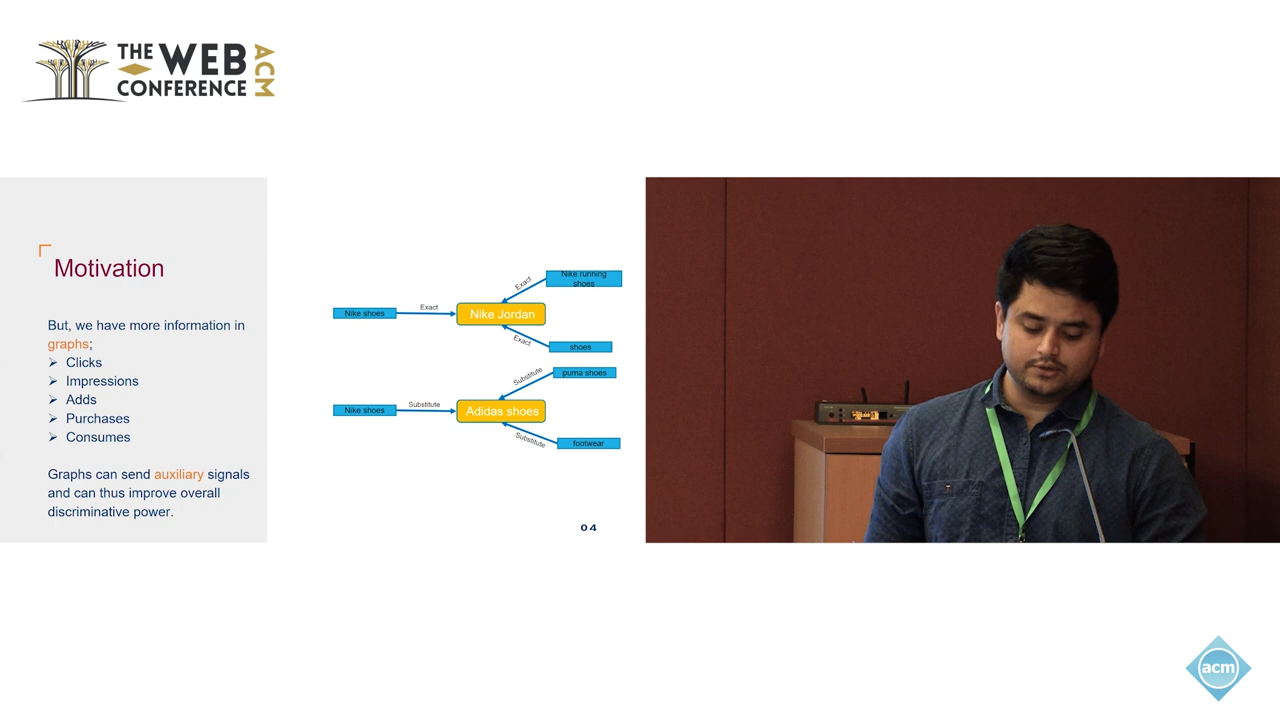 THE WEB
CONFERENCE
ACM
Motivation
But, we have more information in
graphs;
Clicks
Impressions
Adds
Purchases
Consumes
Graphs can send auxiliary signals
and can thus improve overall
discriminative power.
Nike running
shoes
Exact
Nike shoes
Exact
Nike Jordan
Exact
shoes
Substitute
puma shoes
Nike shoes
Substitute
Adidas shoes
Substitute
footwear
04
acm